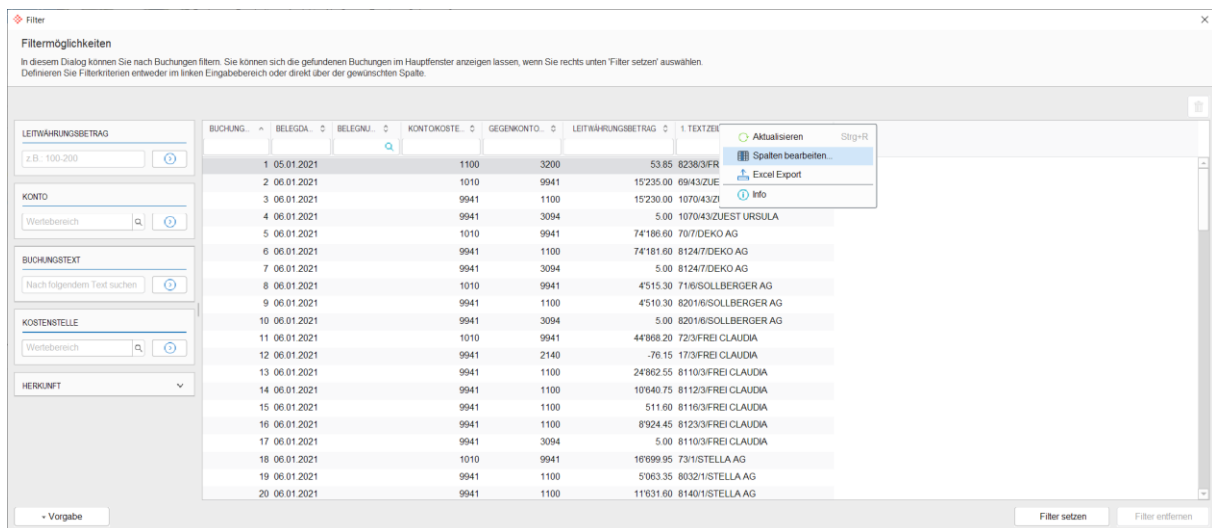 Filter
Filtermöglichkeiten
In diesem Dialog können Sie nach Buchungen filtern. Sie können sich die gefundenen Buchungen im Hauptfenster anzeigen lassen, wenn Sie rechts unten 'Filter setzen' auswählen.
Definieren Sie Filterkriterien entweder im linken Eingabebereich oder direkt über der gewünschten Spalte.
LEITWÄHRUNGSBETRAG
z.B.: 100-200
KONTO
Wertebereich
BUCHUNGSTEXT
Nach folgendem Text suchen
KOSTENSTELLE
Wertebereich
HERKUNFT
BUCHUNG... BELEGDA... BELEGNU... KONTO/KOSTE... GEGENKONTO... LEITWÄHRUNGSBETRAG 1. TEXTZEIL
1 05.01.2021 1100 3200 53.85 8238/3/FR
2 06.01.2021 1010 9941 15'235.00 69/43/ZUE
3 06.01.2021 9941 1100 15'230.00 1070/43/ZU
4 06.01.2021 9941 3094 5.00 1070/43/ZUEST URSULA
5 06.01.2021 1010 9941 74'186.60 70/7/DEKO AG
6 06.01.2021 9941 1100 74'181.60 8124/7/DEKO AG
7 06.01.2021 9941 3094 5.00 8124/7/DEKO AG
8 06.01.2021 1010 9941 4'515.30 71/6/SOLLBERGER AG
9 06.01.2021 9941 1100 4'510.30 8201/6/SOLLBERGER AG
10 06.01.2021 9941 3094 5.00 8201/6/SOLLBERGER AG
11 06.01.2021 1010 9941 44'868.20 72/3/FREI CLAUDIA
12 06.01.2021 9941 2140 -76.15 17/3/FREI CLAUDIA
13 06.01.2021 9941 1100 24'862.55 8110/3/FREI CLAUDIA
14 06.01.2021 9941 1100 10'640.75 8112/3/FREI CLAUDIA
15 06.01.2021 9941 1100 511.60 8116/3/FREI CLAUDIA
16 06.01.2021 9941 1100 8'924.45 8123/3/FREI CLAUDIA
17 06.01.2021 9941 3094 5.00 8110/3/FREI CLAUDIA
18 06.01.2021 1010 9941 16'699.95 73/1/STELLA AG
19 06.01.2021 9941 1100 5'063.35 8032/1/STELLA AG
20 06.01.2021 9941 1100 11'631.60 8140/1/STELLA AG
Aktualisieren Strg+R
Spalten bearbeiten...
Excel Export
Info
Vorgabe
Filter setzen
Filter entfernen